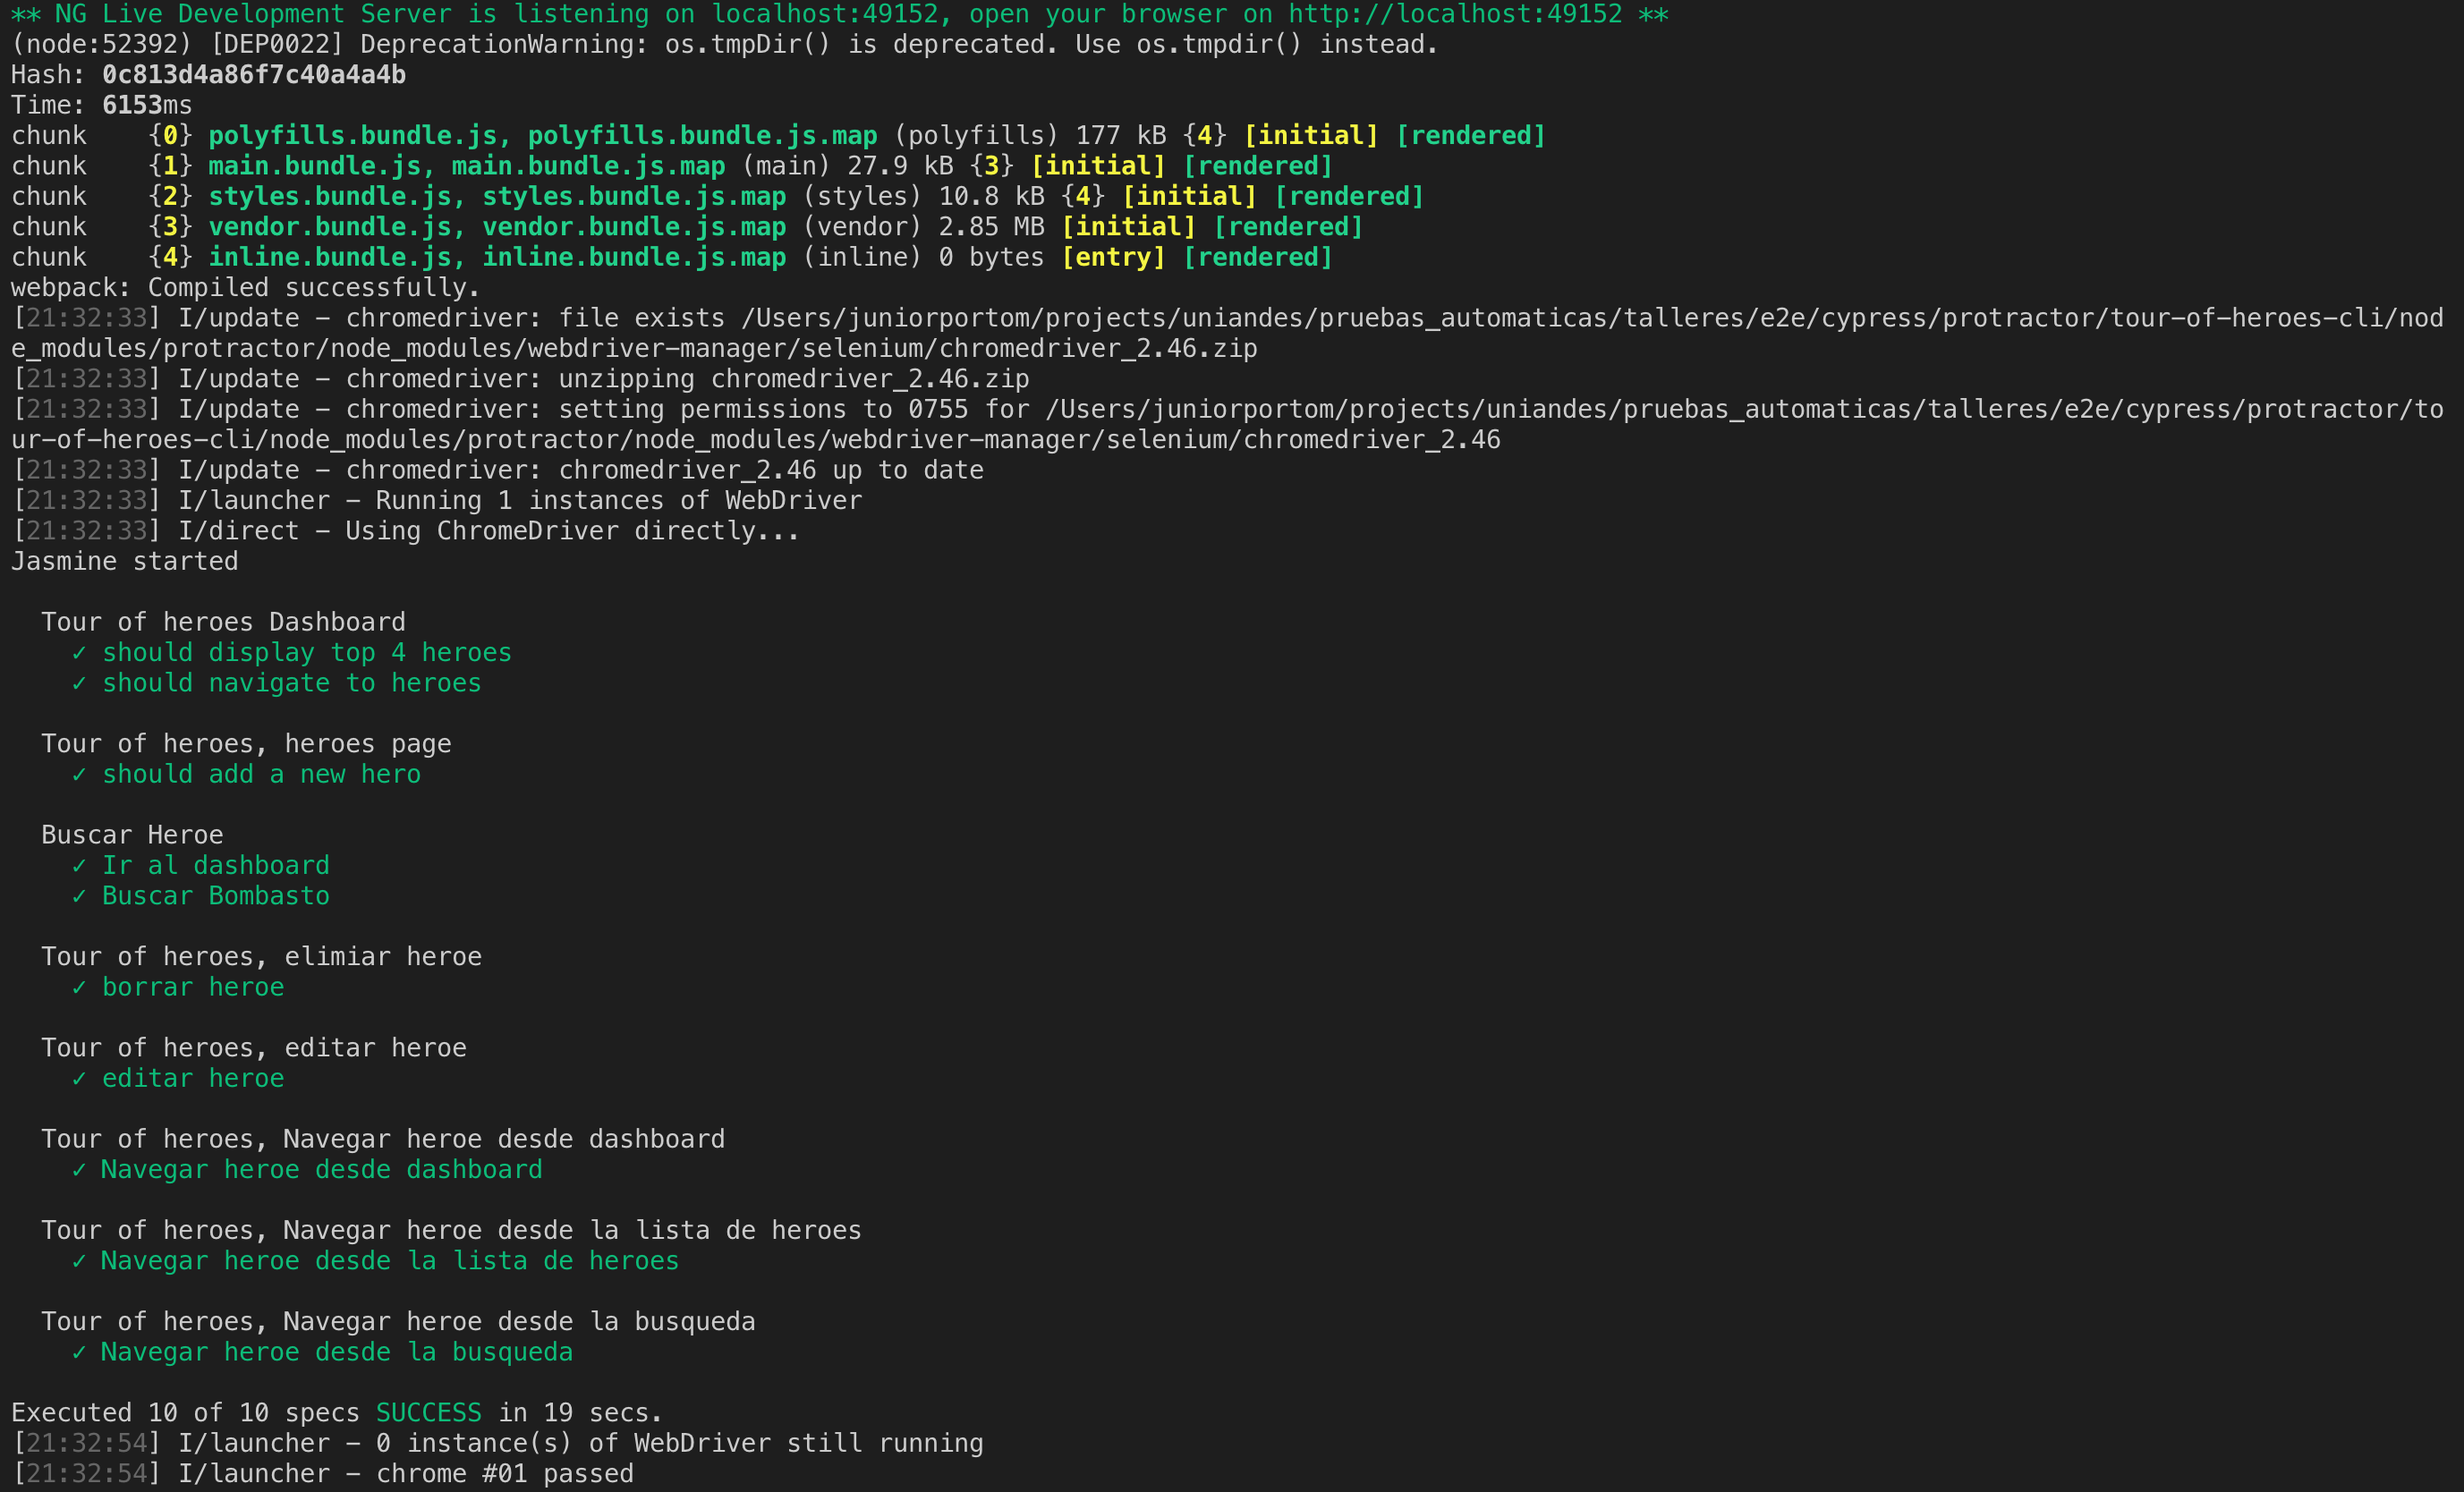 ** NG Live Development Server is listening on localhost:49152, open your browser on http://localhost:49152 **
(node:52392) [DEP0022] DeprecationWarning: os.tmpDir() is deprecated. Use os.tmpdir() instead.
Hash: 0c813d4a86f7c40a4a4b
Time: 6153ms
chunk    {0} polyfills.bundle.js, polyfills.bundle.js.map (polyfills) 177 kB {4} [initial] [rendered]
chunk    {1} main.bundle.js, main.bundle.js.map (main) 27.9 kB {3} [initial] [rendered]
chunk    {2} styles.bundle.js, styles.bundle.js.map (styles) 10.8 kB {4} [initial] [rendered]
chunk    {3} vendor.bundle.js, vendor.bundle.js.map (vendor) 2.85 MB [initial] [rendered]
chunk    {4} inline.bundle.js, inline.bundle.js.map (inline) 0 bytes [entry] [rendered]
webpack: Compiled successfully.
[21:32:33] I/update - chromedriver: file exists /Users/juniorportom/projects/uniandes/pruebas_automaticas/talleres/e2e/cypress/protractor/tour-of-heroes-cli/nod
e_modules/protractor/node_modules/webdriver-manager/selenium/chromedriver_2.46.zip
[21:32:33] I/update - chromedriver: unzipping chromedriver_2.46.zip
[21:32:33] I/update - chromedriver: setting permissions to 0755 for /Users/juniorportom/projects/uniandes/pruebas_automaticas/talleres/e2e/cypress/protractor/to
ur-of-heroes-cli/node_modules/protractor/node_modules/webdriver-manager/selenium/chromedriver_2.46
[21:32:33] I/update - chromedriver: chromedriver_2.46 up to date
[21:32:33] I/launcher - Running 1 instances of WebDriver
[21:32:33] I/direct - Using ChromeDriver directly...
Jasmine started
Tour of heroes Dashboard
✓ should display top 4 heroes
✓ should navigate to heroes
Tour of heroes, heroes page
✓ should add a new hero
Buscar Heroe
✓ Ir al dashboard
✓ Buscar Bombasto
Tour of heroes, elimiar heroe
✓ borrar heroe
Tour of heroes, editar heroe
✓ editar heroe
Tour of heroes, Navegar heroe desde dashboard
✓ Navegar heroe desde dashboard
Tour of heroes, Navegar heroe desde la lista de heroes
✓ Navegar heroe desde la lista de heroes
Tour of heroes, Navegar heroe desde la busqueda
✓ Navegar heroe desde la busqueda
Executed 10 of 10 specs SUCCESS in 19 secs.
[21:32:54] I/launcher - 0 instance(s) of WebDriver still running
[21:32:54] I/launcher - chrome #01 passed